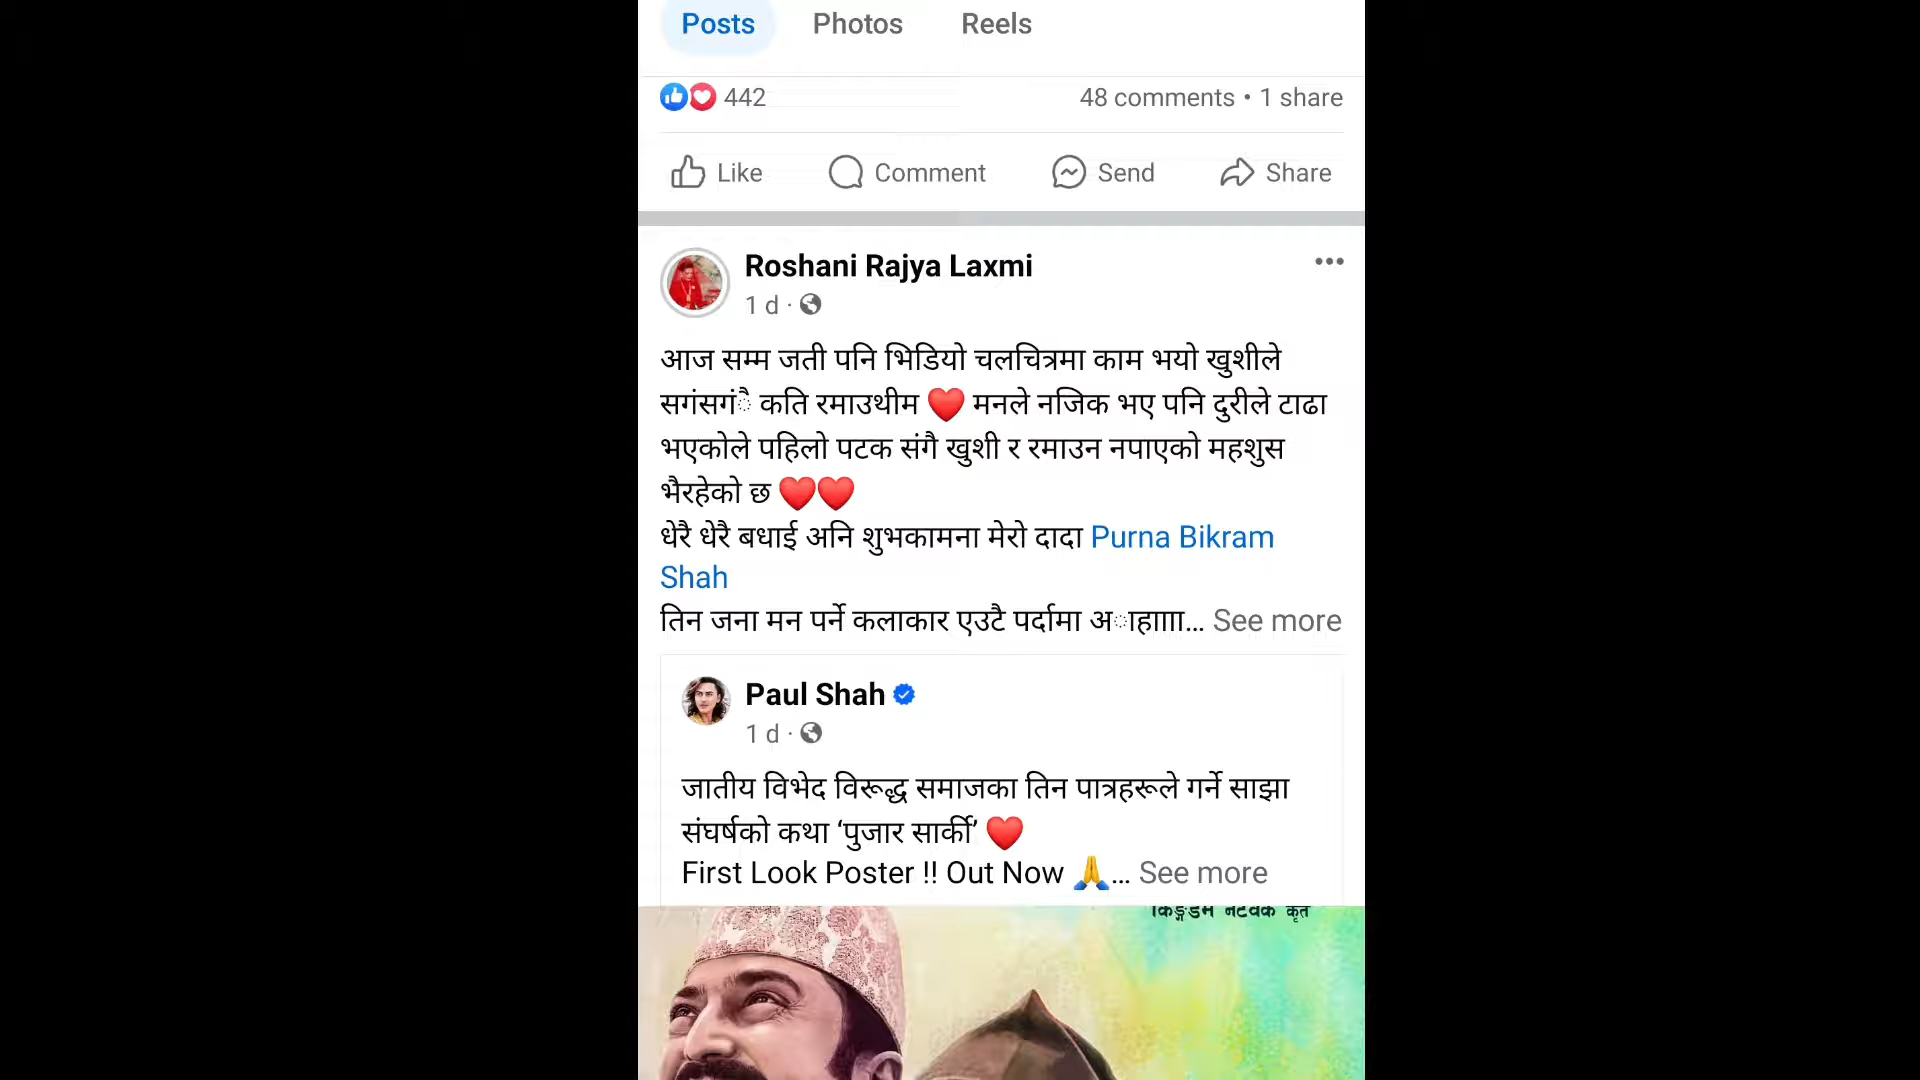 Posts Photos Reels
442 48 comments • 1 share
Like Comment Send Share
Roshani Rajya Laxmi
1 d ·
आज सम्म जती पनि भिडियो चलचित्रमा काम भयो खुशीले
सगंसगंै कति रमाउथीम ❤️ मनले नजिक भए पनि दुरीले टाढा
भएकोले पहिलो पटक संगै खुशी र रमाउन नपाएको महशुस
भैरहेको छ ❤️❤️
धेरै धेरै बधाई अनि शुभकामना मेरो दादा Purna Bikram
Shah
तिन जना मन पर्ने कलाकार एउटै पर्दामा अाहाााा... See more
Paul Shah
1 d ·
जातीय विभेद विरूद्ध समाजका तिन पात्रहरूले गर्ने साझा
संघर्षको कथा ‘पुजार सार्की’ ❤️
First Look Poster !! Out Now 🙏... See more
किङ्गडम नेटवर्क कृत